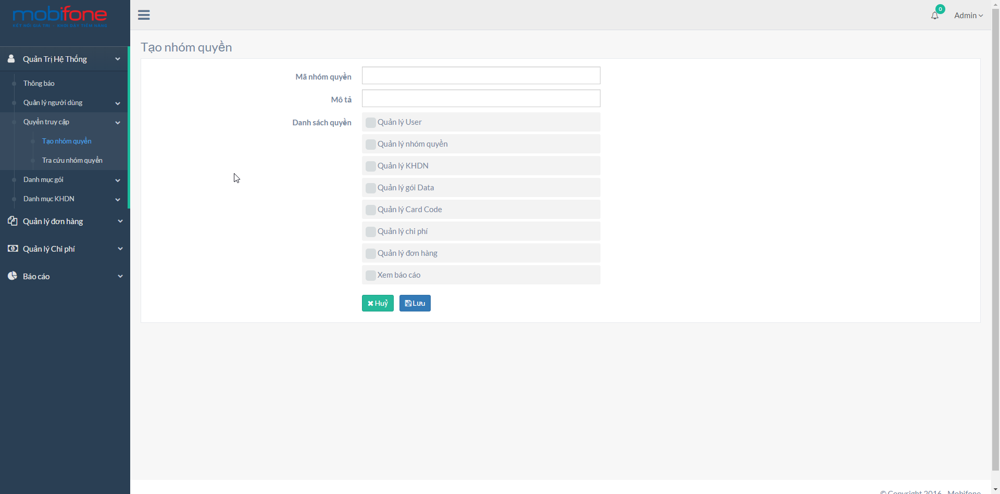 mobifone
KẾT NỐI GIÁ TRỊ - KHƠI DẬY TIỀM NĂNG
0
Admin
Tạo nhóm quyền
Quản Trị Hệ Thống
Thông báo
Quản lý người dùng
Quyền truy cập
Tạo nhóm quyền
Tra cứu nhóm quyền
Danh mục gói
Danh mục KHDN
Quản lý đơn hàng
Quản lý Chi phí
Báo cáo
Mã nhóm quyền
Mô tả
Danh sách quyền
Quản lý User
Quản lý nhóm quyền
Quản lý KHDN
Quản lý gói Data
Quản lý Card Code
Quản lý chi phí
Quản lý đơn hàng
Xem báo cáo
Huỷ Lưu
© Copyright 2016 - Mobifone